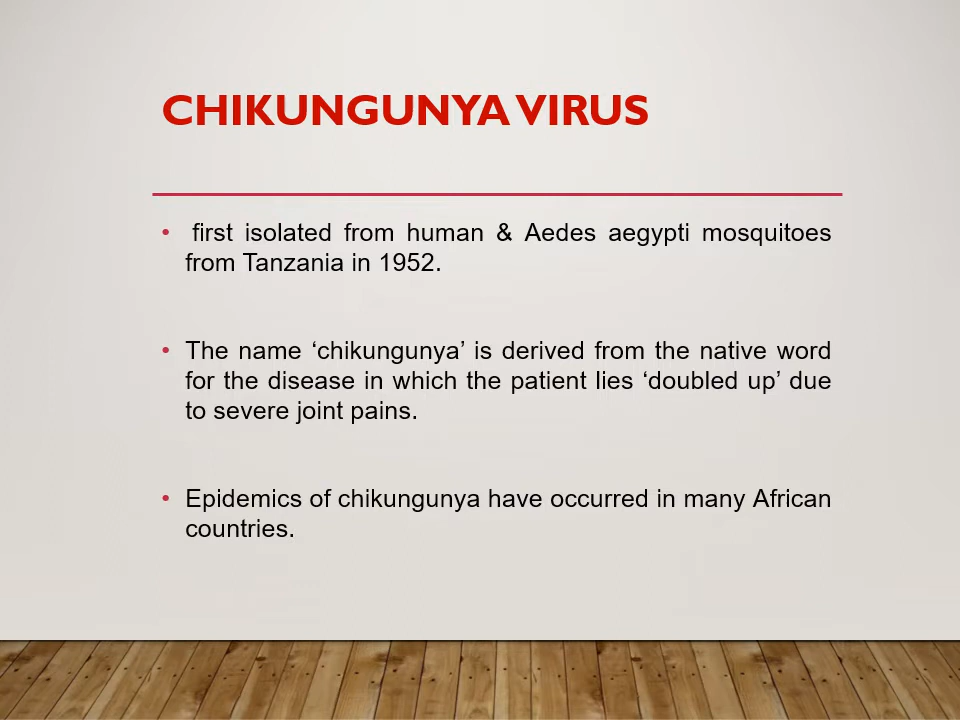 CHIKUNGUNYA VIRUS
• first isolated from human & Aedes aegypti mosquitoes
from Tanzania in 1952.
• The name ‘chikungunya’ is derived from the native word
for the disease in which the patient lies ‘doubled up’ due
to severe joint pains.
• Epidemics of chikungunya have occurred in many African
countries.